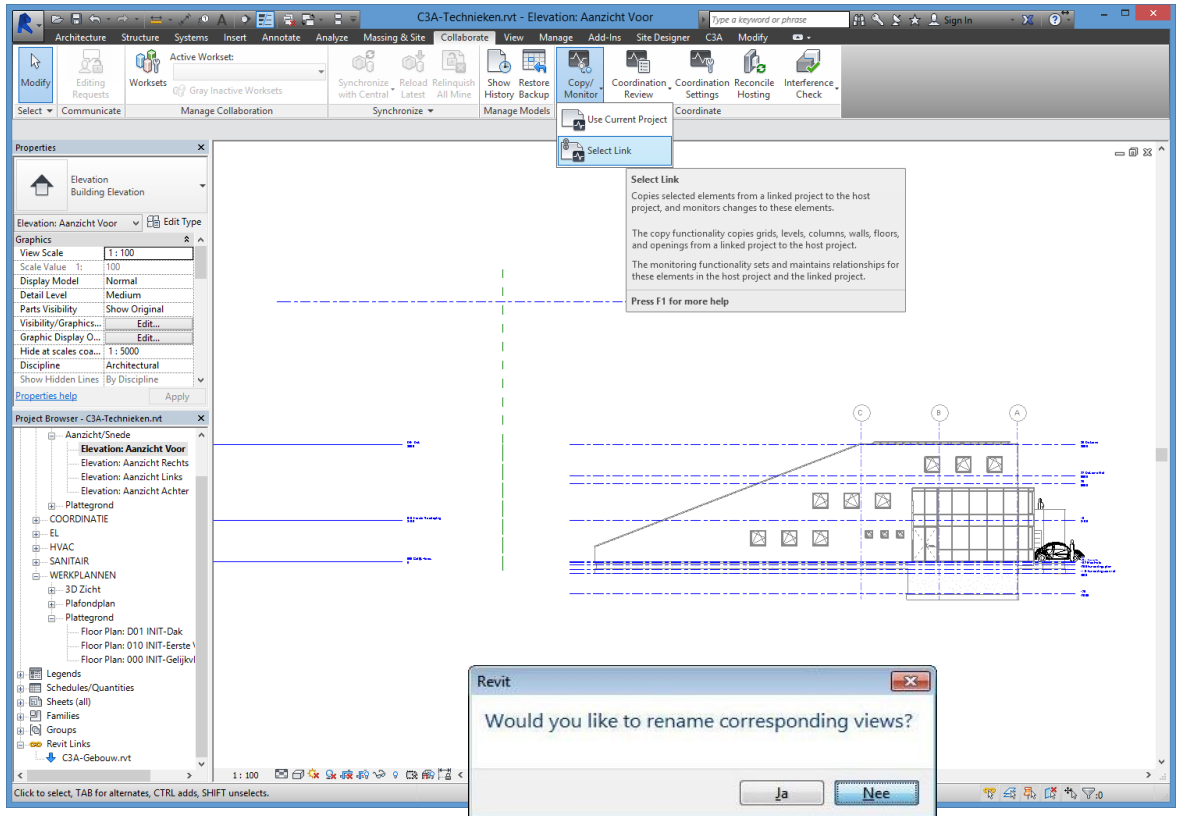 C3A-Technieken.rvt - Elevation: Aanzicht Voor
Type a keyword or phrase
Sign In
Architecture Structure Systems Insert Annotate Analyze Massing & Site Collaborate View Manage Add-Ins Site Designer C3A Modify
Modify
Editing
Requests
Worksets
Active Workset:
Gray Inactive Worksets
Synchronize
with Central
Reload
Latest
Relinquish
All Mine
Show
History
Restore
Backup
Copy/
Monitor
Coordination
Review
Coordination
Settings
Reconcile
Hosting
Interference
Check
Select
Communicate
Manage Collaboration
Synchronize
Manage Models
Coordinate
Use Current Project
Select Link
Select Link
Copies selected elements from a linked project to the host
project, and monitors changes to these elements.
The copy functionality copies grids, levels, columns, walls, floors,
and openings from a linked project to the host project.
The monitoring functionality sets and maintains relationships for
these elements in the host project and the linked project.
Press F1 for more help
Properties
Elevation
Building Elevation
Elevation: Aanzicht Voor
Edit Type
Graphics
View Scale 1 : 100
Scale Value 1: 100
Display Model Normal
Detail Level Medium
Parts Visibility Show Original
Visibility/Graphics... Edit...
Graphic Display O... Edit...
Hide at scales coa... 1 : 5000
Discipline Architectural
Show Hidden Lines By Discipline
Properties help
Apply
Project Browser - C3A-Technieken.rvt
Aanzicht/Snede
Elevation: Aanzicht Voor
Elevation: Aanzicht Rechts
Elevation: Aanzicht Links
Elevation: Aanzicht Achter
Plattegrond
COORDINATIE
EL
HVAC
SANITAIR
WERKPLANNEN
3D Zicht
Plafondplan
Plattegrond
Floor Plan: D01 INIT-Dak
Floor Plan: 010 INIT-Eerste
Floor Plan: 000 INIT-Gelijkvl
Legends
Schedules/Quantities
Sheets (all)
Families
Groups
Revit Links
C3A-Gebouw.rvt
C
B
A
1 : 100
Click to select, TAB for alternates, CTRL adds, SHIFT unselects.
:0
Revit
Would you like to rename corresponding views?
Ja
Nee